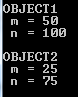 OBJECT1
m = 50
n = 100
OBJECT2
m = 25
n = 75